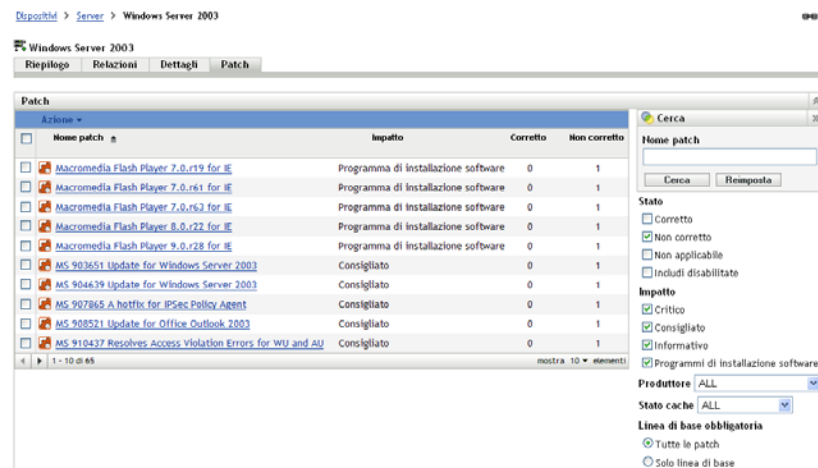 Dispositivi > Server > Windows Server 2003
Windows Server 2003
Riepilogo Relazioni Dettagli Patch
Patch
Azione
Nome patch Impatto Corretto Non corretto
Macromedia Flash Player 7.0.r19 for IE Programma di installazione software 0 1
Macromedia Flash Player 7.0.r61 for IE Programma di installazione software 0 1
Macromedia Flash Player 7.0.r63 for IE Programma di installazione software 0 1
Macromedia Flash Player 8.0.r22 for IE Programma di installazione software 0 1
Macromedia Flash Player 9.0.r28 for IE Programma di installazione software 0 1
MS 903651 Update for Windows Server 2003 Consigliato 0 1
MS 904639 Update for Windows Server 2003 Consigliato 0 1
MS 907865 A hotfix for IPSec Policy Agent Consigliato 0 1
MS 908521 Update for Office Outlook 2003 Consigliato 0 1
MS 910437 Resolves Access Violation Errors for WU and AU Consigliato 0 1
1 - 10 di 65 mostra 10 elementi
Cerca
Nome patch
Cerca Reimposta
Stato
Corretto
Non corretto
Non applicabile
Includi disabilitate
Impatto
Critico
Consigliato
Informativo
Programmi di installazione software
Produttore ALL
Stato cache ALL
Linea di base obbligatoria
Tutte le patch
Solo linea di base